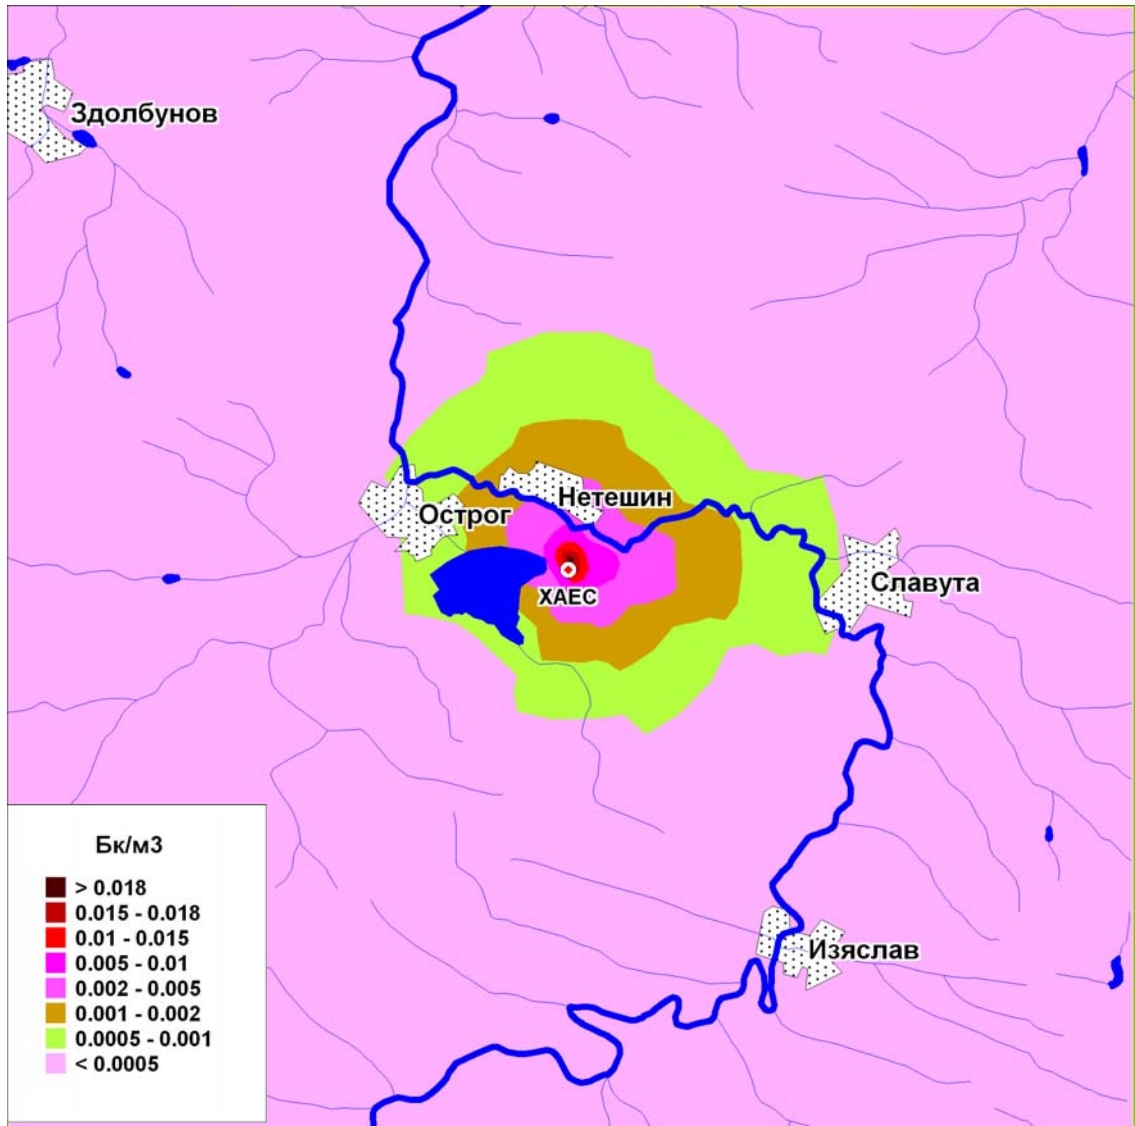 Здолбунов
Нетешин
Острог
Славута
ХАЕС
Изяслав
Бк/м3
> 0.018
0.015 - 0.018
0.01 - 0.015
0.005 - 0.01
0.002 - 0.005
0.001 - 0.002
0.0005 - 0.001
< 0.0005